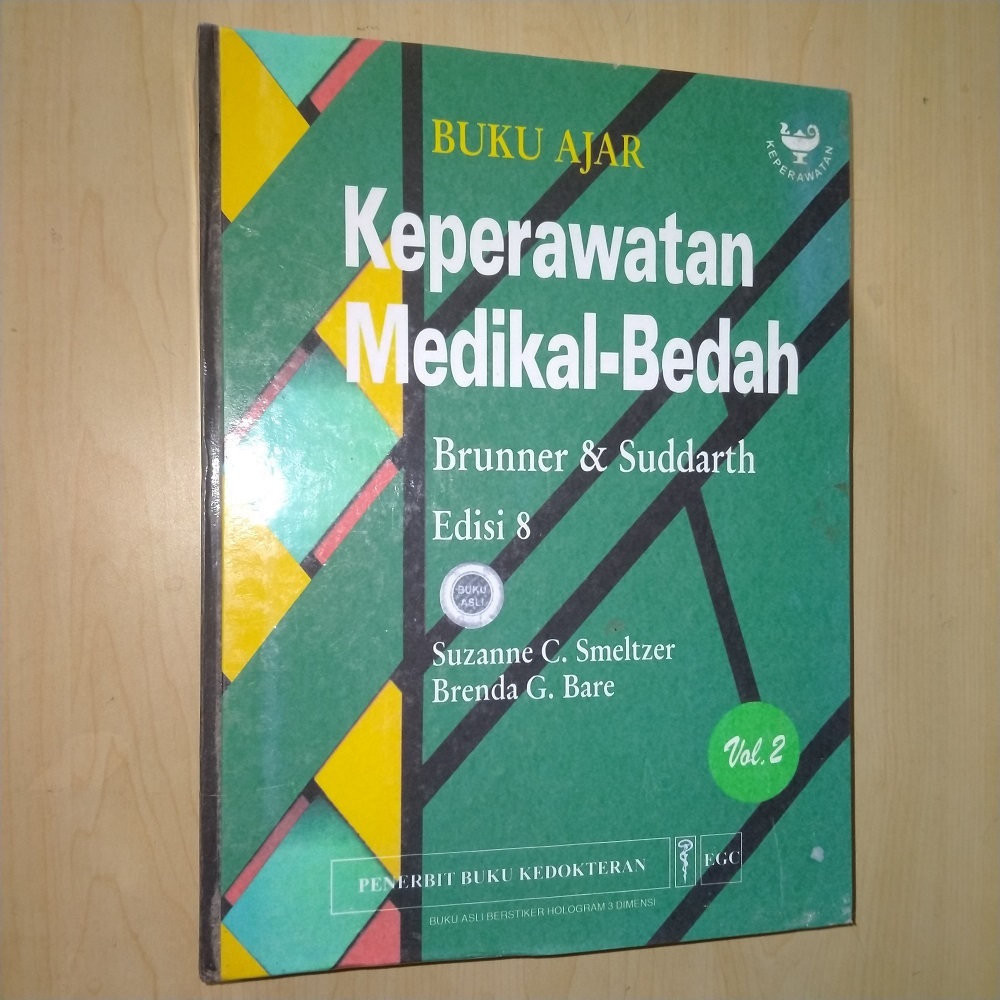 BUKU AJAR
KEPERAWATAN
Keperawatan
Medikal-Bedah
Brunner & Suddarth
Edisi 8
BUKU
ASLI
Suzanne C. Smeltzer
Brenda G. Bare
Vol. 2
PENERBIT BUKU KEDOKTERAN
EGC
BUKU ASLI BERSTIKER HOLOGRAM 3 DIMENSI